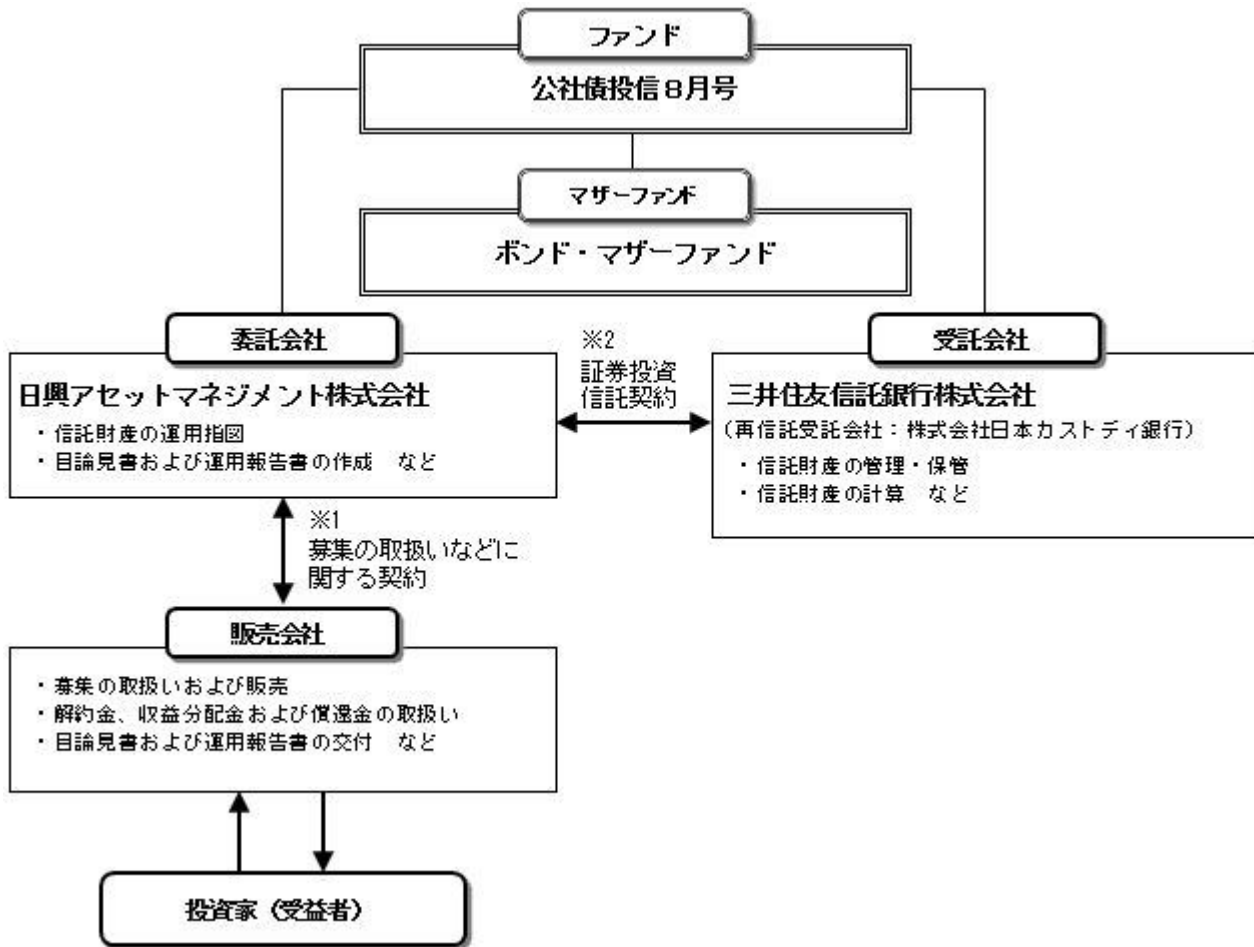 ファンド
公社債投信8月号
マザーファンド
ボンド・マザーファンド
委託会社
日興アセットマネジメント株式会社
・信託財産の運用指図
・目論見書および運用報告書の作成 など
※2
証券投資
信託契約
受託会社
三井住友信託銀行株式会社
(再信託受託会社：株式会社日本カストディ銀行)
・信託財産の管理・保管
・信託財産の計算 など
※1
募集の取扱いなどに
関する契約
販売会社
・募集の取扱いおよび販売
・解約金、収益分配金および償還金の取扱い
・目論見書および運用報告書の交付 など
投資家(受益者)